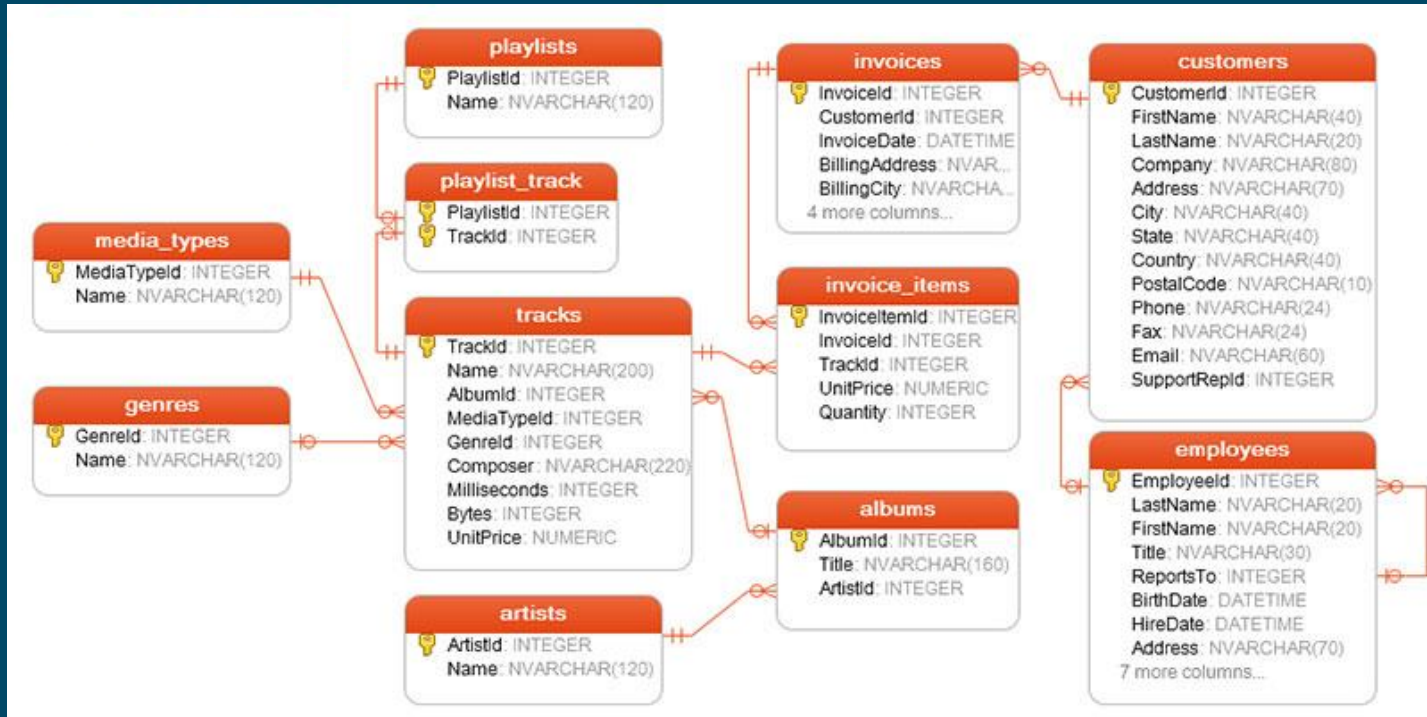 playlists
PlaylistId: INTEGER
Name: NVARCHAR(120)
playlist_track
PlaylistId: INTEGER
TrackId: INTEGER
media_types
MediaTypeId: INTEGER
Name: NVARCHAR(120)
genres
GenreId: INTEGER
Name: NVARCHAR(120)
tracks
TrackId: INTEGER
Name: NVARCHAR(200)
AlbumId: INTEGER
MediaTypeId: INTEGER
GenreId: INTEGER
Composer: NVARCHAR(220)
Milliseconds: INTEGER
Bytes: INTEGER
UnitPrice: NUMERIC
artists
ArtistId: INTEGER
Name: NVARCHAR(120)
invoices
InvoiceId: INTEGER
CustomerId: INTEGER
InvoiceDate: DATETIME
BillingAddress: NVAR...
BillingCity: NVARCHA...
4 more columns...
invoice_items
InvoiceItemId: INTEGER
InvoiceId: INTEGER
TrackId: INTEGER
UnitPrice: NUMERIC
Quantity: INTEGER
albums
AlbumId: INTEGER
Title: NVARCHAR(160)
ArtistId: INTEGER
customers
CustomerId: INTEGER
FirstName: NVARCHAR(40)
LastName: NVARCHAR(20)
Company: NVARCHAR(80)
Address: NVARCHAR(70)
City: NVARCHAR(40)
State: NVARCHAR(40)
Country: NVARCHAR(40)
PostalCode: NVARCHAR(10)
Phone: NVARCHAR(24)
Fax: NVARCHAR(24)
Email: NVARCHAR(60)
SupportRepId: INTEGER
employees
EmployeeId: INTEGER
LastName: NVARCHAR(20)
FirstName: NVARCHAR(20)
Title: NVARCHAR(30)
ReportsTo: INTEGER
BirthDate: DATETIME
HireDate: DATETIME
Address: NVARCHAR(70)
7 more columns...